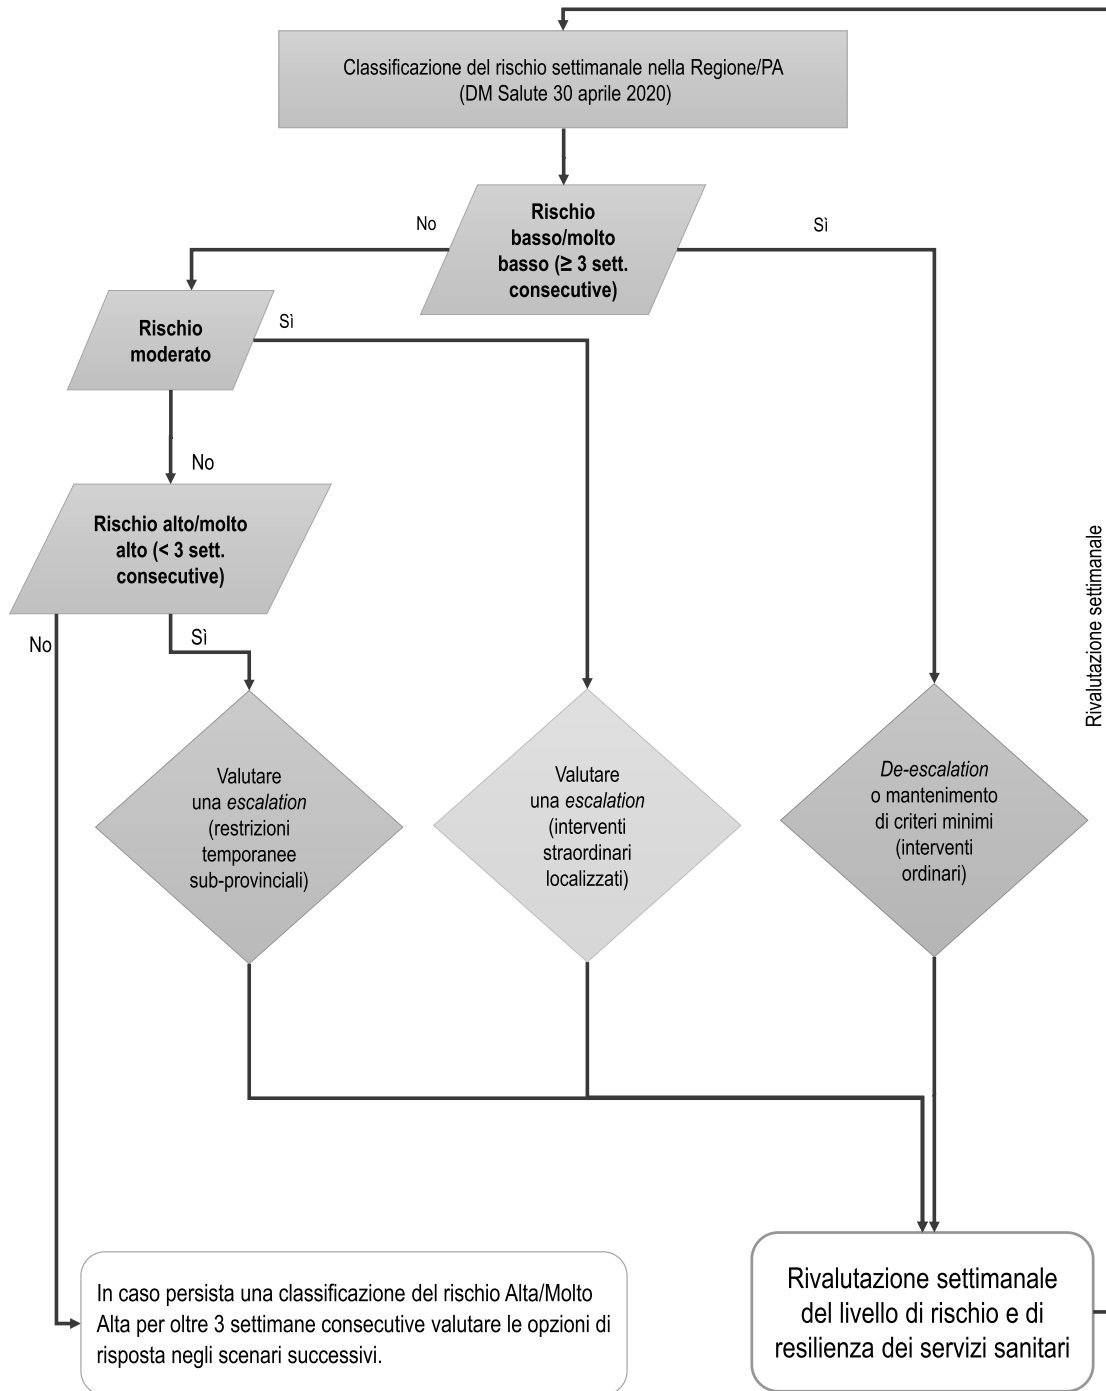 Classificazione del rischio settimanale nella Regione/PA
(DM Salute 30 aprile 2020)
Rischio
basso/molto
basso (≥ 3 sett.
consecutive)
No
Sì
Rischio
moderato
Sì
No
Rischio alto/molto
alto (< 3 sett.
consecutive)
No
Sì
Valutare
una escalation
(restrizioni
temporanee
sub-provinciali)
Valutare
una escalation
(interventi
straordinari
localizzati)
De-escalation
o mantenimento
di criteri minimi
(interventi
ordinari)
Rivalutazione settimanale
In caso persista una classificazione del rischio Alta/Molto
Alta per oltre 3 settimane consecutive valutare le opzioni di
risposta negli scenari successivi.
Rivalutazione settimanale
del livello di rischio e di
resilienza dei servizi sanitari